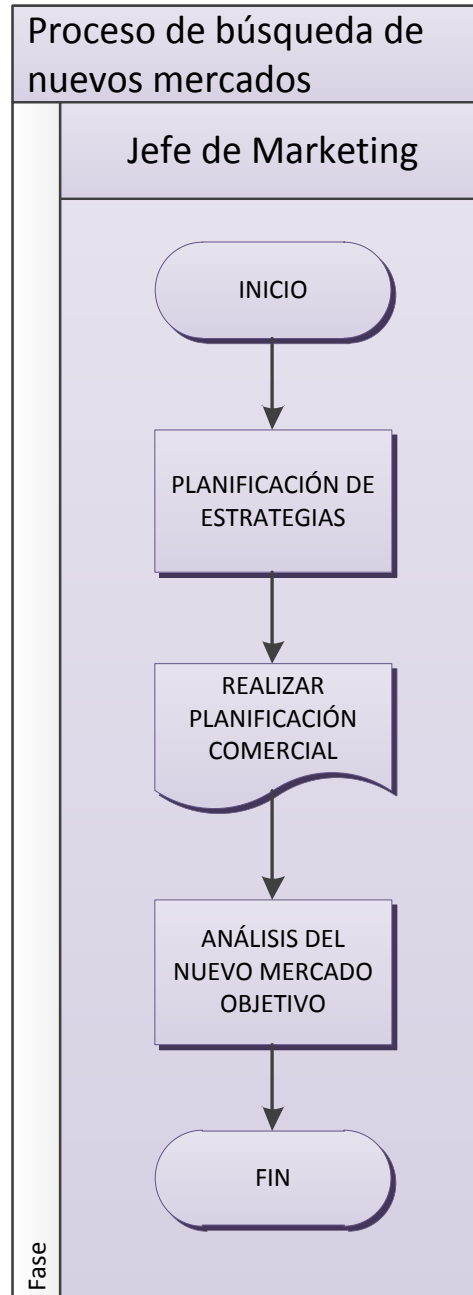 Proceso de búsqueda de
nuevos mercados
Jefe de Marketing
INICIO
PLANIFICACIÓN DE
ESTRATEGIAS
REALIZAR
PLANIFICACIÓN
COMERCIAL
ANÁLISIS DEL
NUEVO MERCADO
OBJETIVO
FIN
Fase